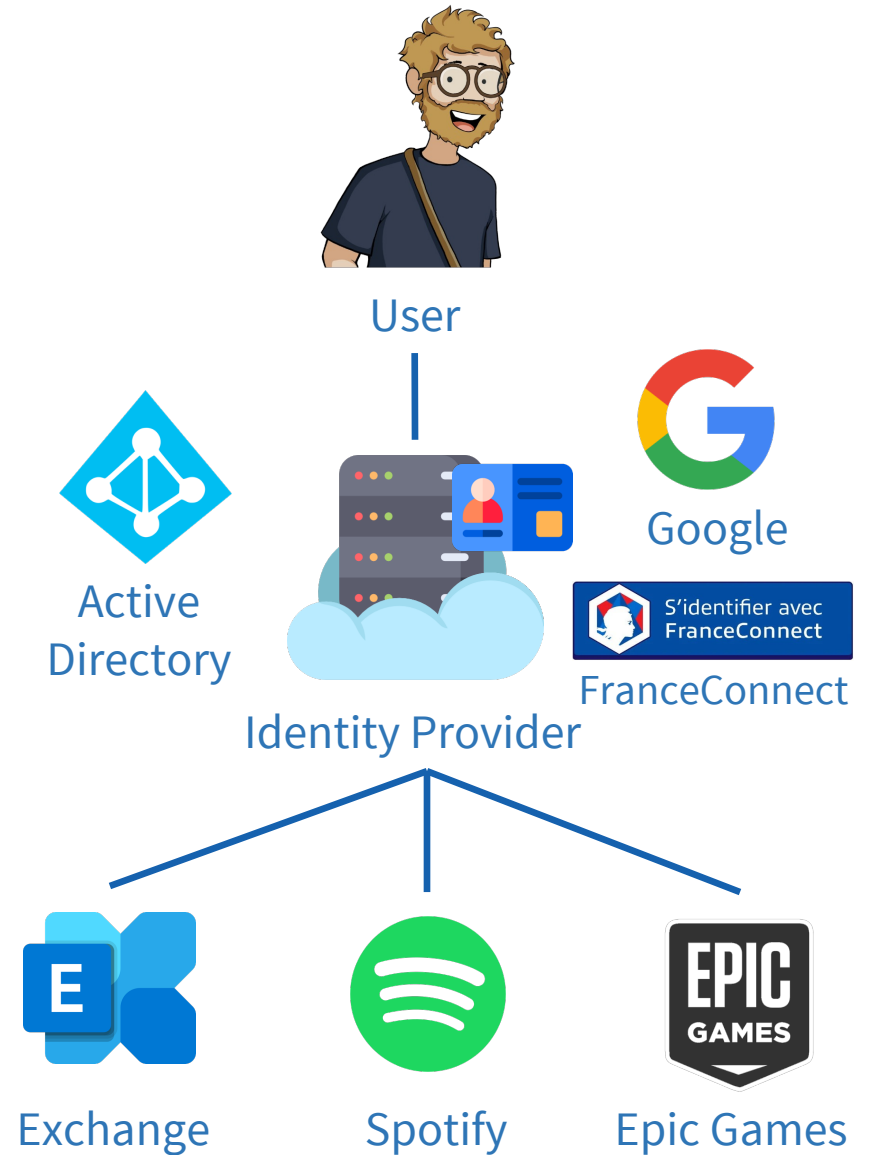 User
Google
Active
Directory
S'identifier avec
FranceConnect
FranceConnect
Identity Provider
E
EPIC
GAMES
Exchange
Spotify
Epic Games